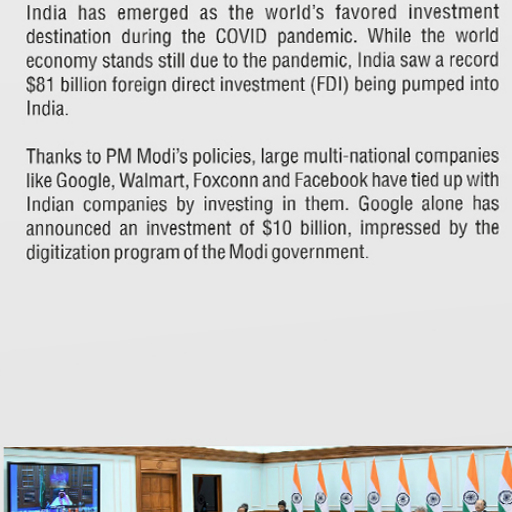 India has emerged as the world's favored investment
destination during the COVID pandemic. While the world
economy stands still due to the pandemic, India saw a record
$81 billion foreign direct investment (FDI) being pumped into
India.
Thanks to PM Modi's policies, large multi-national companies
like Google, Walmart, Foxconn and Facebook have tied up with
Indian companies by investing in them. Google alone has
announced an investment of $10 billion, impressed by the
digitization program of the Modi government.